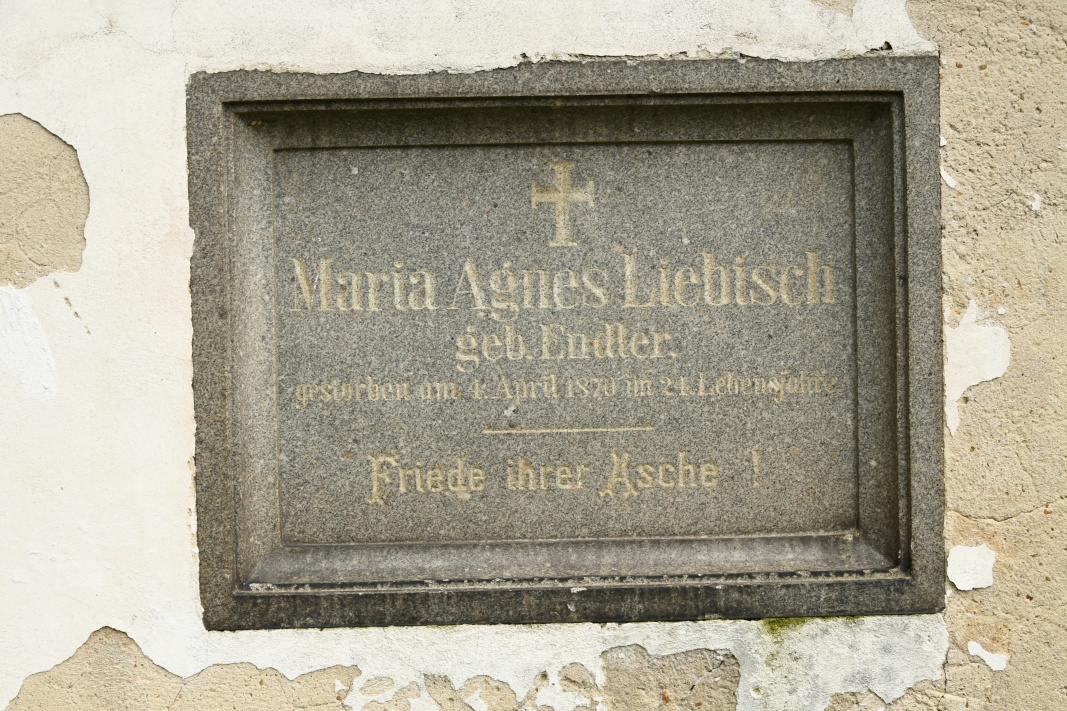 Maria Agnes Liebisch
geb. Endler,
gestorben am 4. April 1870 im 24. Lebensjahre
Friede ihrer Asche !